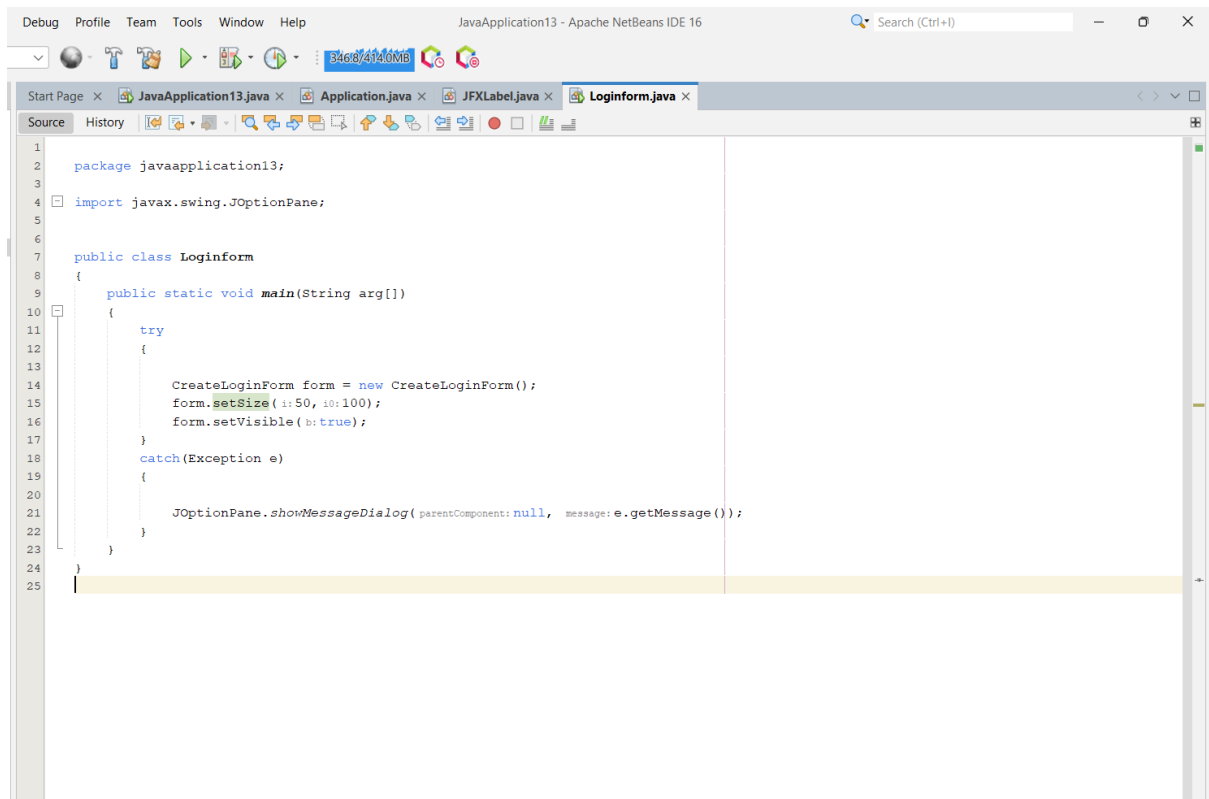 Debug Profile Team Tools Window Help JavaApplication13 - Apache NetBeans IDE 16 Search (Ctrl+I)
346.8/414.0MB
Start Page JavaApplication13.java Application.java JFXLabel.java Loginform.java
Source History
1
2 package javaapplication13;
3
4 import javax.swing.JOptionPane;
5
6
7 public class Loginform
8 {
9 public static void main(String arg[])
10 {
11 try
12 {
13
14 CreateLoginForm form = new CreateLoginForm();
15 form.setSize( i: 50, i0: 100);
16 form.setVisible( b: true);
17 }
18 catch(Exception e)
19 {
20
21 JOptionPane.showMessageDialog( parentComponent: null, message: e.getMessage());
22 }
23 }
24 }
25